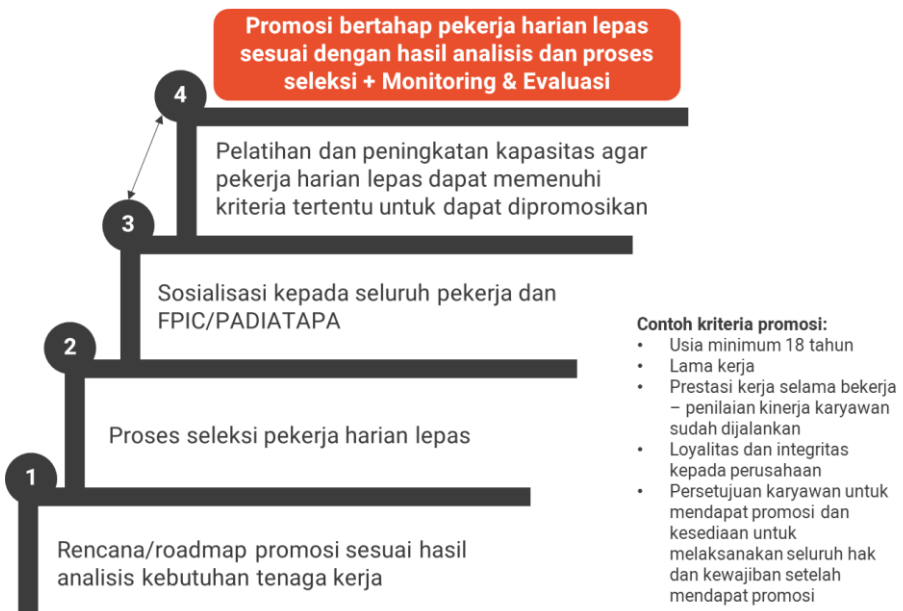 Promosi bertahap pekerja harian lepas
sesuai dengan hasil analisis dan proses
seleksi + Monitoring & Evaluasi
4
Pelatihan dan peningkatan kapasitas agar
pekerja harian lepas dapat memenuhi
kriteria tertentu untuk dapat dipromosikan
3
Sosialisasi kepada seluruh pekerja dan
FPIC/PADIATAPA
2
Proses seleksi pekerja harian lepas
1
Rencana/roadmap promosi sesuai hasil
analisis kebutuhan tenaga kerja
Contoh kriteria promosi:
• Usia minimum 18 tahun
• Lama kerja
• Prestasi kerja selama bekerja
– penilaian kinerja karyawan
sudah dijalankan
• Loyalitas dan integritas
kepada perusahaan
• Persetujuan karyawan untuk
mendapat promosi dan
kesediaan untuk
melaksanakan seluruh hak
dan kewajiban setelah
mendapat promosi